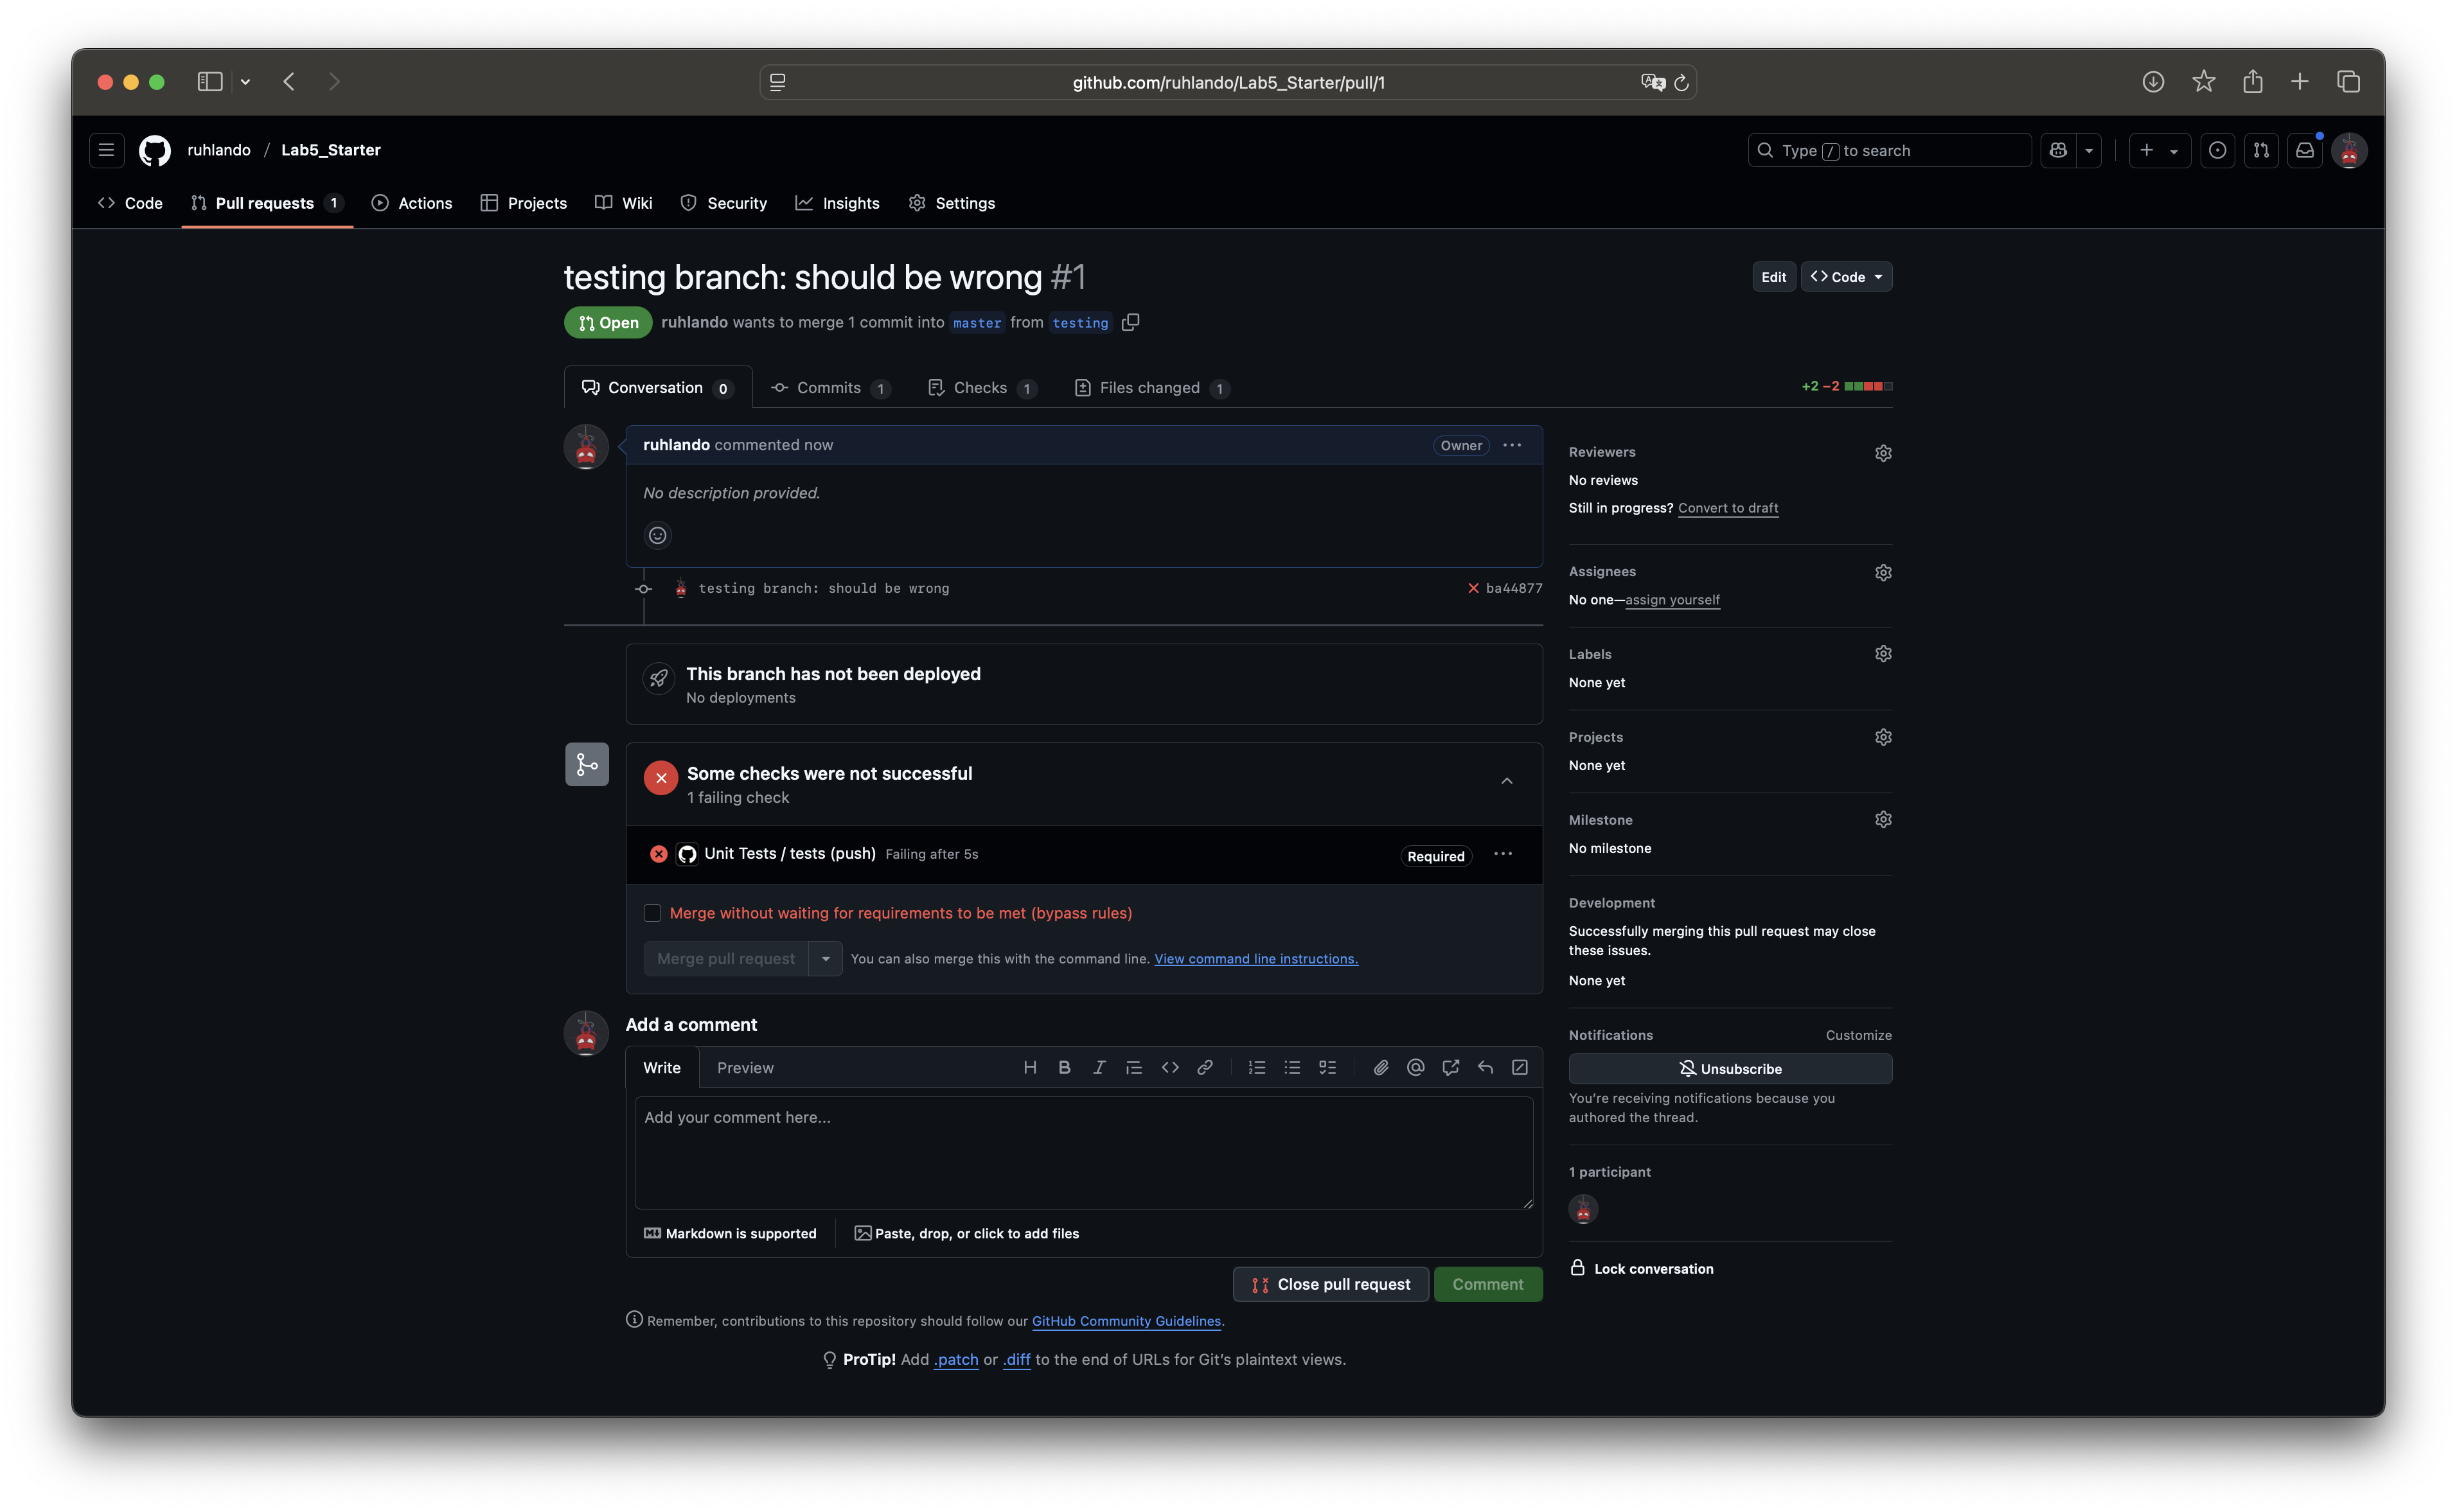 github.com/ruhlando/Lab5_Starter/pull/1
ruhlando / Lab5_Starter
Type / to search
Code
Pull requests 1
Actions
Projects
Wiki
Security
Insights
Settings
testing branch: should be wrong #1
Edit
Code
Open
ruhlando wants to merge 1 commit into master from testing
Conversation 0
Commits 1
Checks 1
Files changed 1
+2 −2
ruhlando commented now
Owner
No description provided.
testing branch: should be wrong
ba44877
This branch has not been deployed
No deployments
Some checks were not successful
1 failing check
Unit Tests / tests (push) Failing after 5s
Required
Merge without waiting for requirements to be met (bypass rules)
Merge pull request
You can also merge this with the command line. View command line instructions.
Add a comment
Write
Preview
Add your comment here...
Markdown is supported
Paste, drop, or click to add files
Close pull request
Comment
Remember, contributions to this repository should follow our GitHub Community Guidelines.
ProTip! Add .patch or .diff to the end of URLs for Git's plaintext views.
Reviewers
No reviews
Still in progress? Convert to draft
Assignees
No one—assign yourself
Labels
None yet
Projects
None yet
Milestone
No milestone
Development
Successfully merging this pull request may close
these issues.
None yet
Notifications
Customize
Unsubscribe
You're receiving notifications because you
authored the thread.
1 participant
Lock conversation